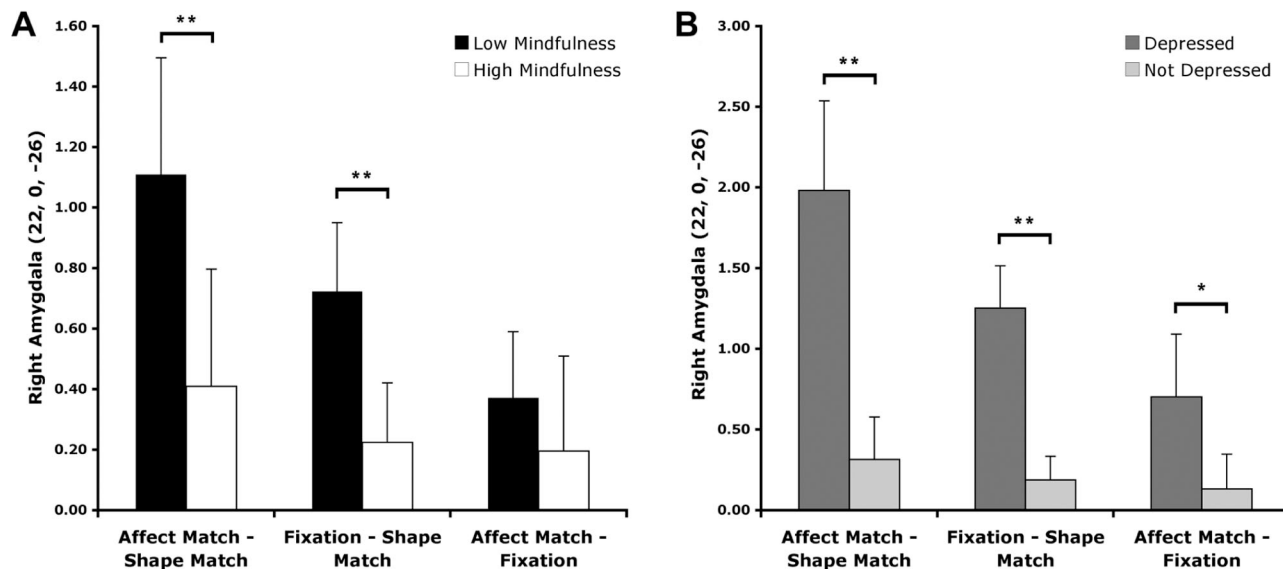 A
Right Amygdala (22, 0, -26)
1.60
1.40
1.20
1.00
0.80
0.60
0.40
0.20
0.00
**
**
Low Mindfulness
High Mindfulness
Affect Match -
Shape Match
Fixation - Shape
Match
Affect Match -
Fixation
B
Right Amygdala (22, 0, -26)
3.00
2.50
2.00
1.50
1.00
0.50
0.00
**
**
*
Depressed
Not Depressed
Affect Match -
Shape Match
Fixation - Shape
Match
Affect Match -
Fixation